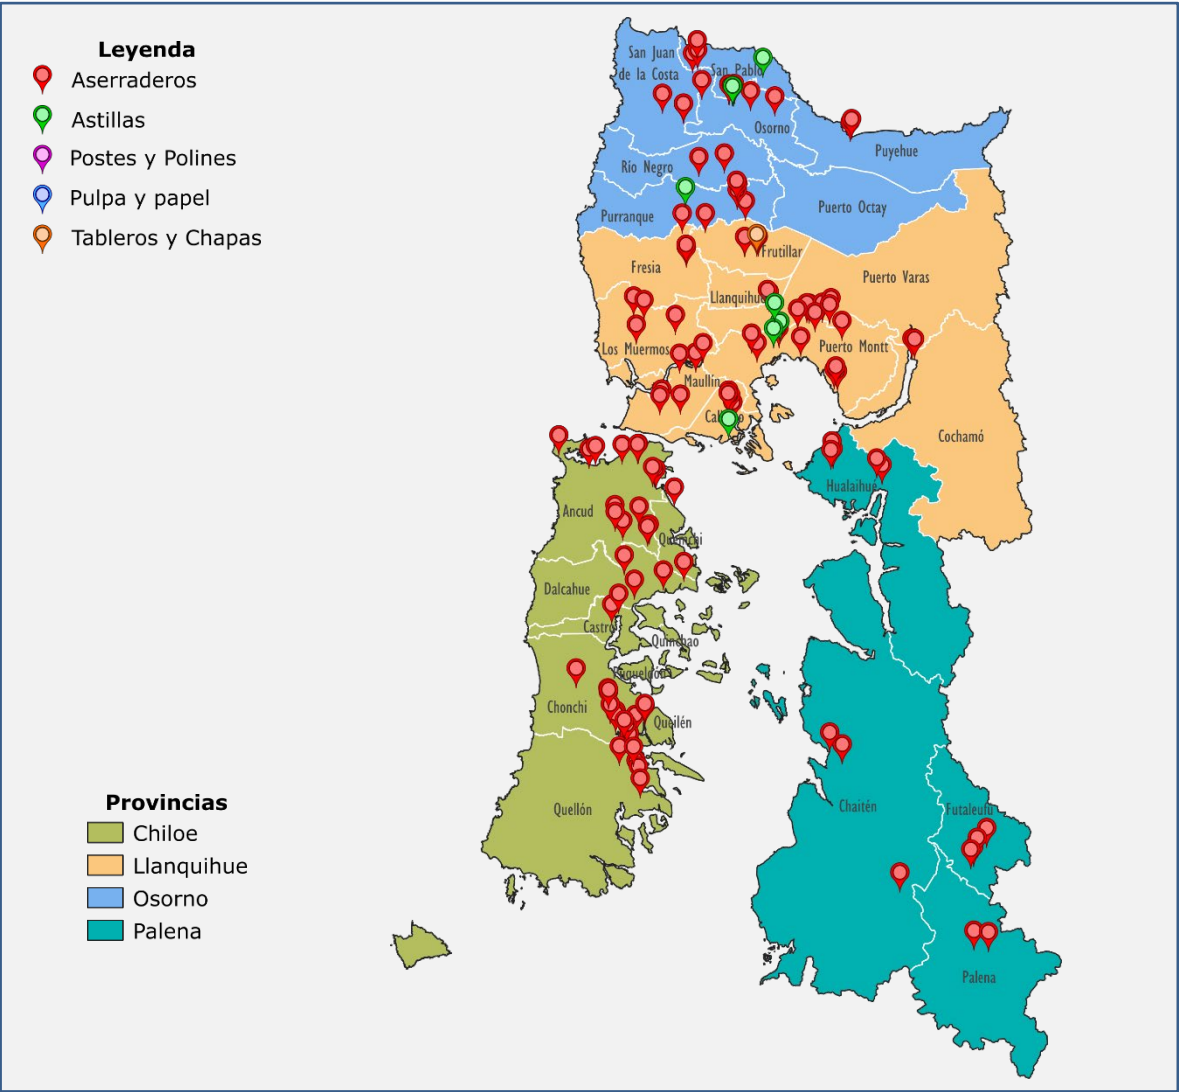 Leyenda
Aserraderos
Astillas
Postes y Polines
Pulpa y papel
Tableros y Chapas
San Juan
de la Costa
San Pablo
Osorno
Puyehue
Río Negro
Puerto Octay
Purranque
Frutillar
Fresia
Puerto Varas
Llanquihue
Los Muermos
Puerto Montt
Maullín
Cochamó
Hualaihué
Ancud
Dalcahue
Castro
Quinchao
Chonchi
Queilén
Quellón
Chaitén
Futaleufú
Palena
Provincias
Chiloe
Llanquihue
Osorno
Palena